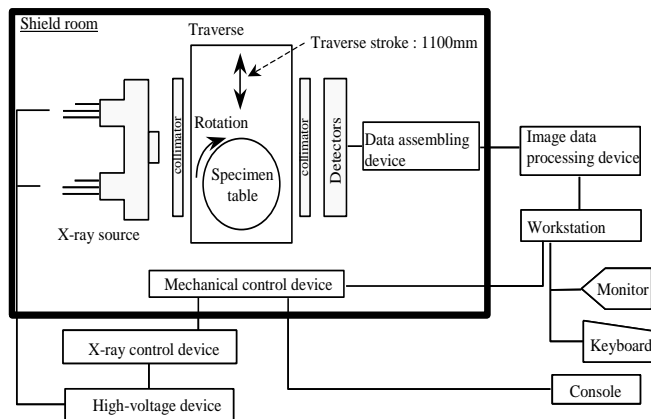 Shield room
Traverse
Traverse stroke : 1100mm
collimator
Rotation
Specimen
table
collimator
Detectors
Data assembling
device
Image data
processing device
X-ray source
Workstation
Mechanical control device
Monitor
X-ray control device
Keyboard
High-voltage device
Console